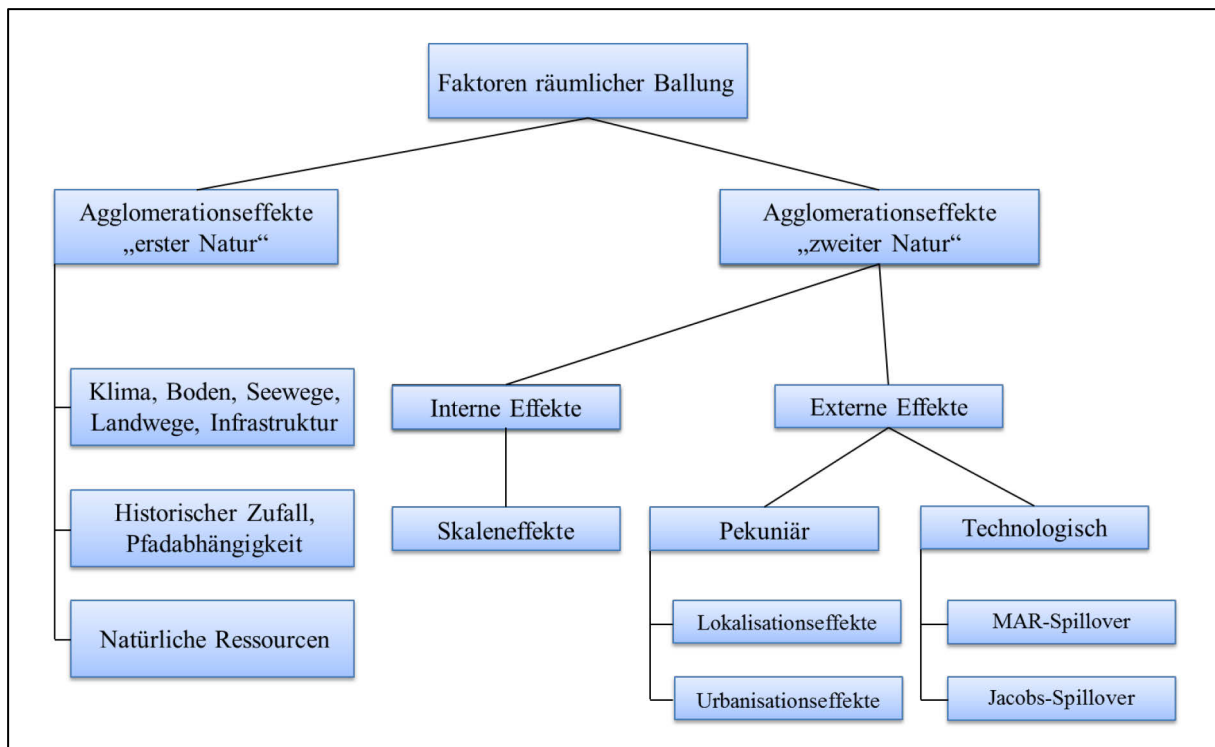 Faktoren räumlicher Ballung
Agglomerationseffekte
„erster Natur“
Agglomerationseffekte
„zweiter Natur“
Klima, Boden, Seewege,
Landwege, Infrastruktur
Interne Effekte
Externe Effekte
Historischer Zufall,
Pfadabhängigkeit
Skaleneffekte
Pekuniär
Technologisch
Natürliche Ressourcen
Lokalisationseffekte
MAR-Spillover
Urbanisationseffekte
Jacobs-Spillover